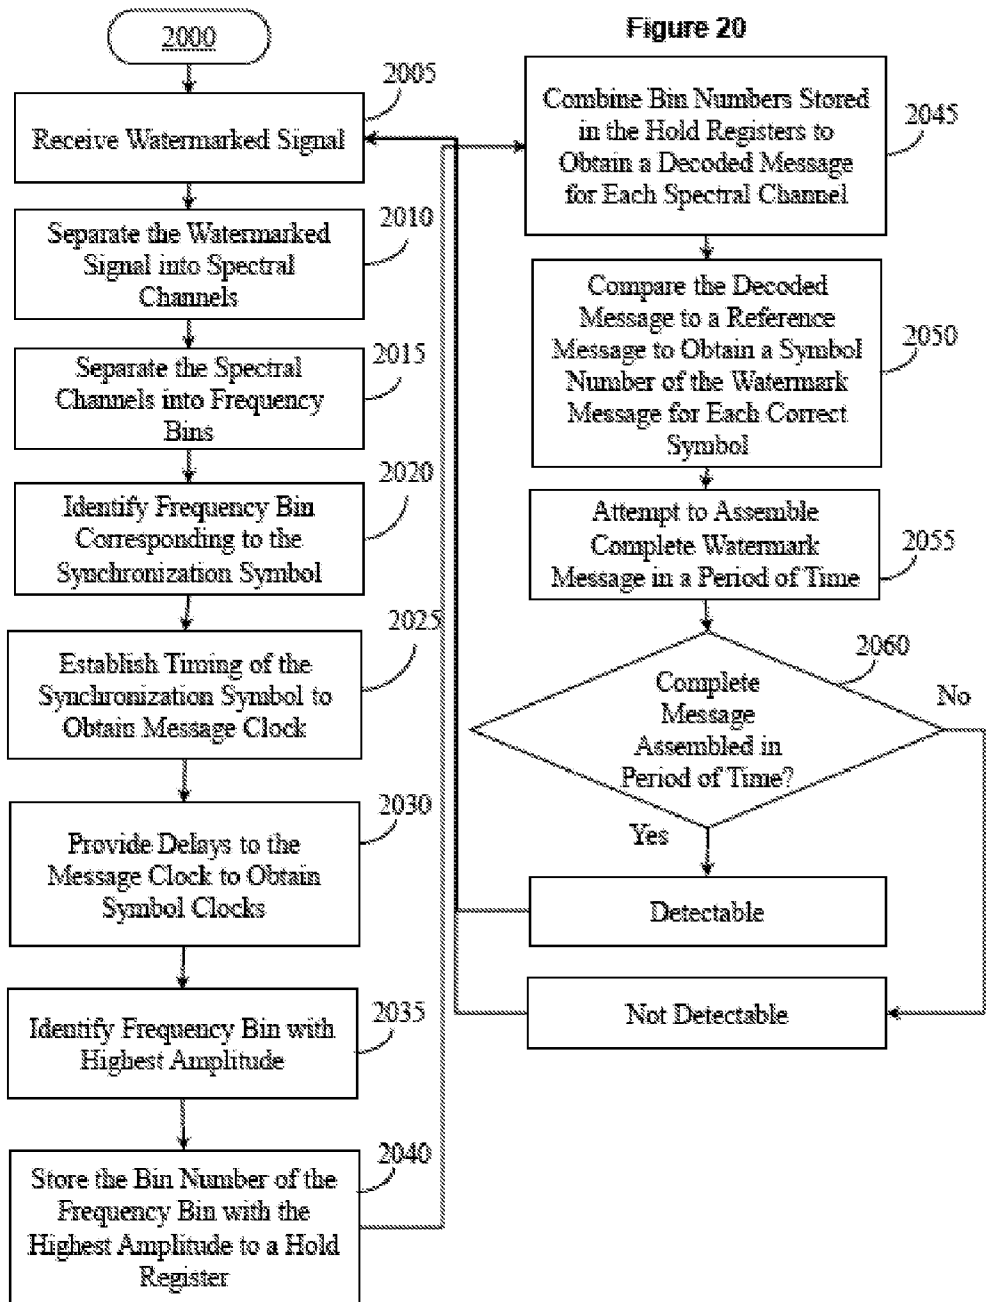 Figure 20
2000
2005
Receive Watermarked Signal
2010
Separate the Watermarked
Signal into Spectral
Channels
2015
Separate the Spectral
Channels into Frequency
Bins
2020
Identify Frequency Bin
Corresponding to the
Synchronization Symbol
2025
Establish Timing of the
Synchronization Symbol to
Obtain Message Clock
2030
Provide Delays to the
Message Clock to Obtain
Symbol Clocks
2035
Identify Frequency Bin with
Highest Amplitude
2040
Store the Bin Number of the
Frequency Bin with the
Highest Amplitude to a Hold
Register
2045
Combine Bin Numbers Stored
in the Hold Registers to
Obtain a Decoded Message
for Each Spectral Channel
2050
Compare the Decoded
Message to a Reference
Message to Obtain a Symbol
Number of the Watermark
Message for Each Correct
Symbol
2055
Attempt to Assemble
Complete Watermark
Message in a Period of Time
2060
Complete
Message
Assembled in
Period of Time?
No
Yes
Detectable
Not Detectable